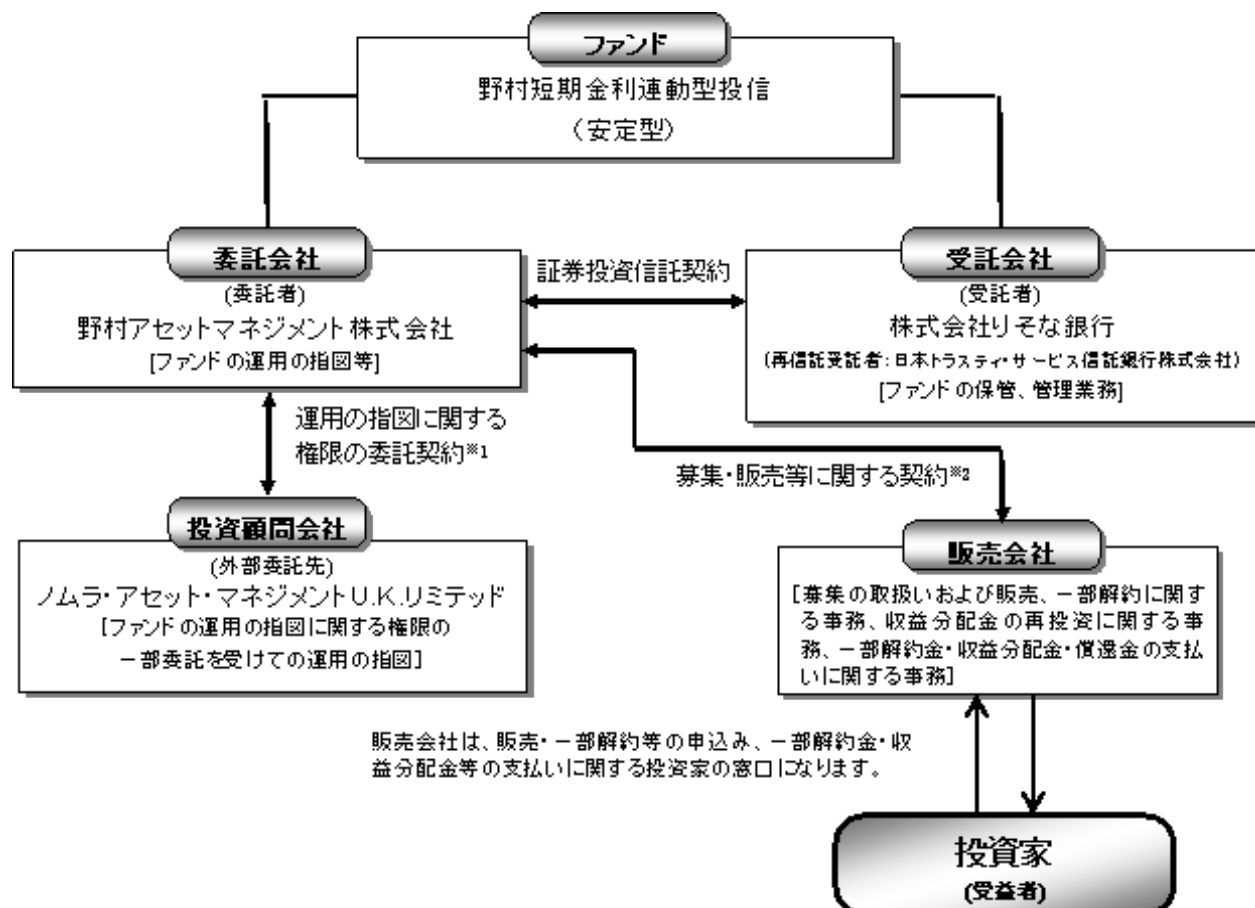 ファンド
野村短期金利連動型投信
(安定型)
委託会社
(委託者)
野村アセットマネジメント株式会社
[ファンドの運用の指図等]
証券投資信託契約
受託会社
(受託者)
株式会社りそな銀行
(再信託受託者:日本トラスティ・サービス信託銀行株式会社)
[ファンドの保管、管理業務]
運用の指図に関する
権限の委託契約※1
募集・販売等に関する契約※2
投資顧問会社
(外部委託先)
ノムラ・アセット・マネジメントU.K.リミテッド
[ファンドの運用の指図に関する権限の
一部委託を受けての運用の指図]
販売会社
[募集の取扱いおよび販売、一部解約に関す
る事務、収益分配金の再投資に関する事
務、一部解約金・収益分配金・償還金の支払
いに関する事務]
販売会社は、販売・一部解約等の申込み、一部解約金・収
益分配金等の支払いに関する投資家の窓口になります。
投資家
(受益者)